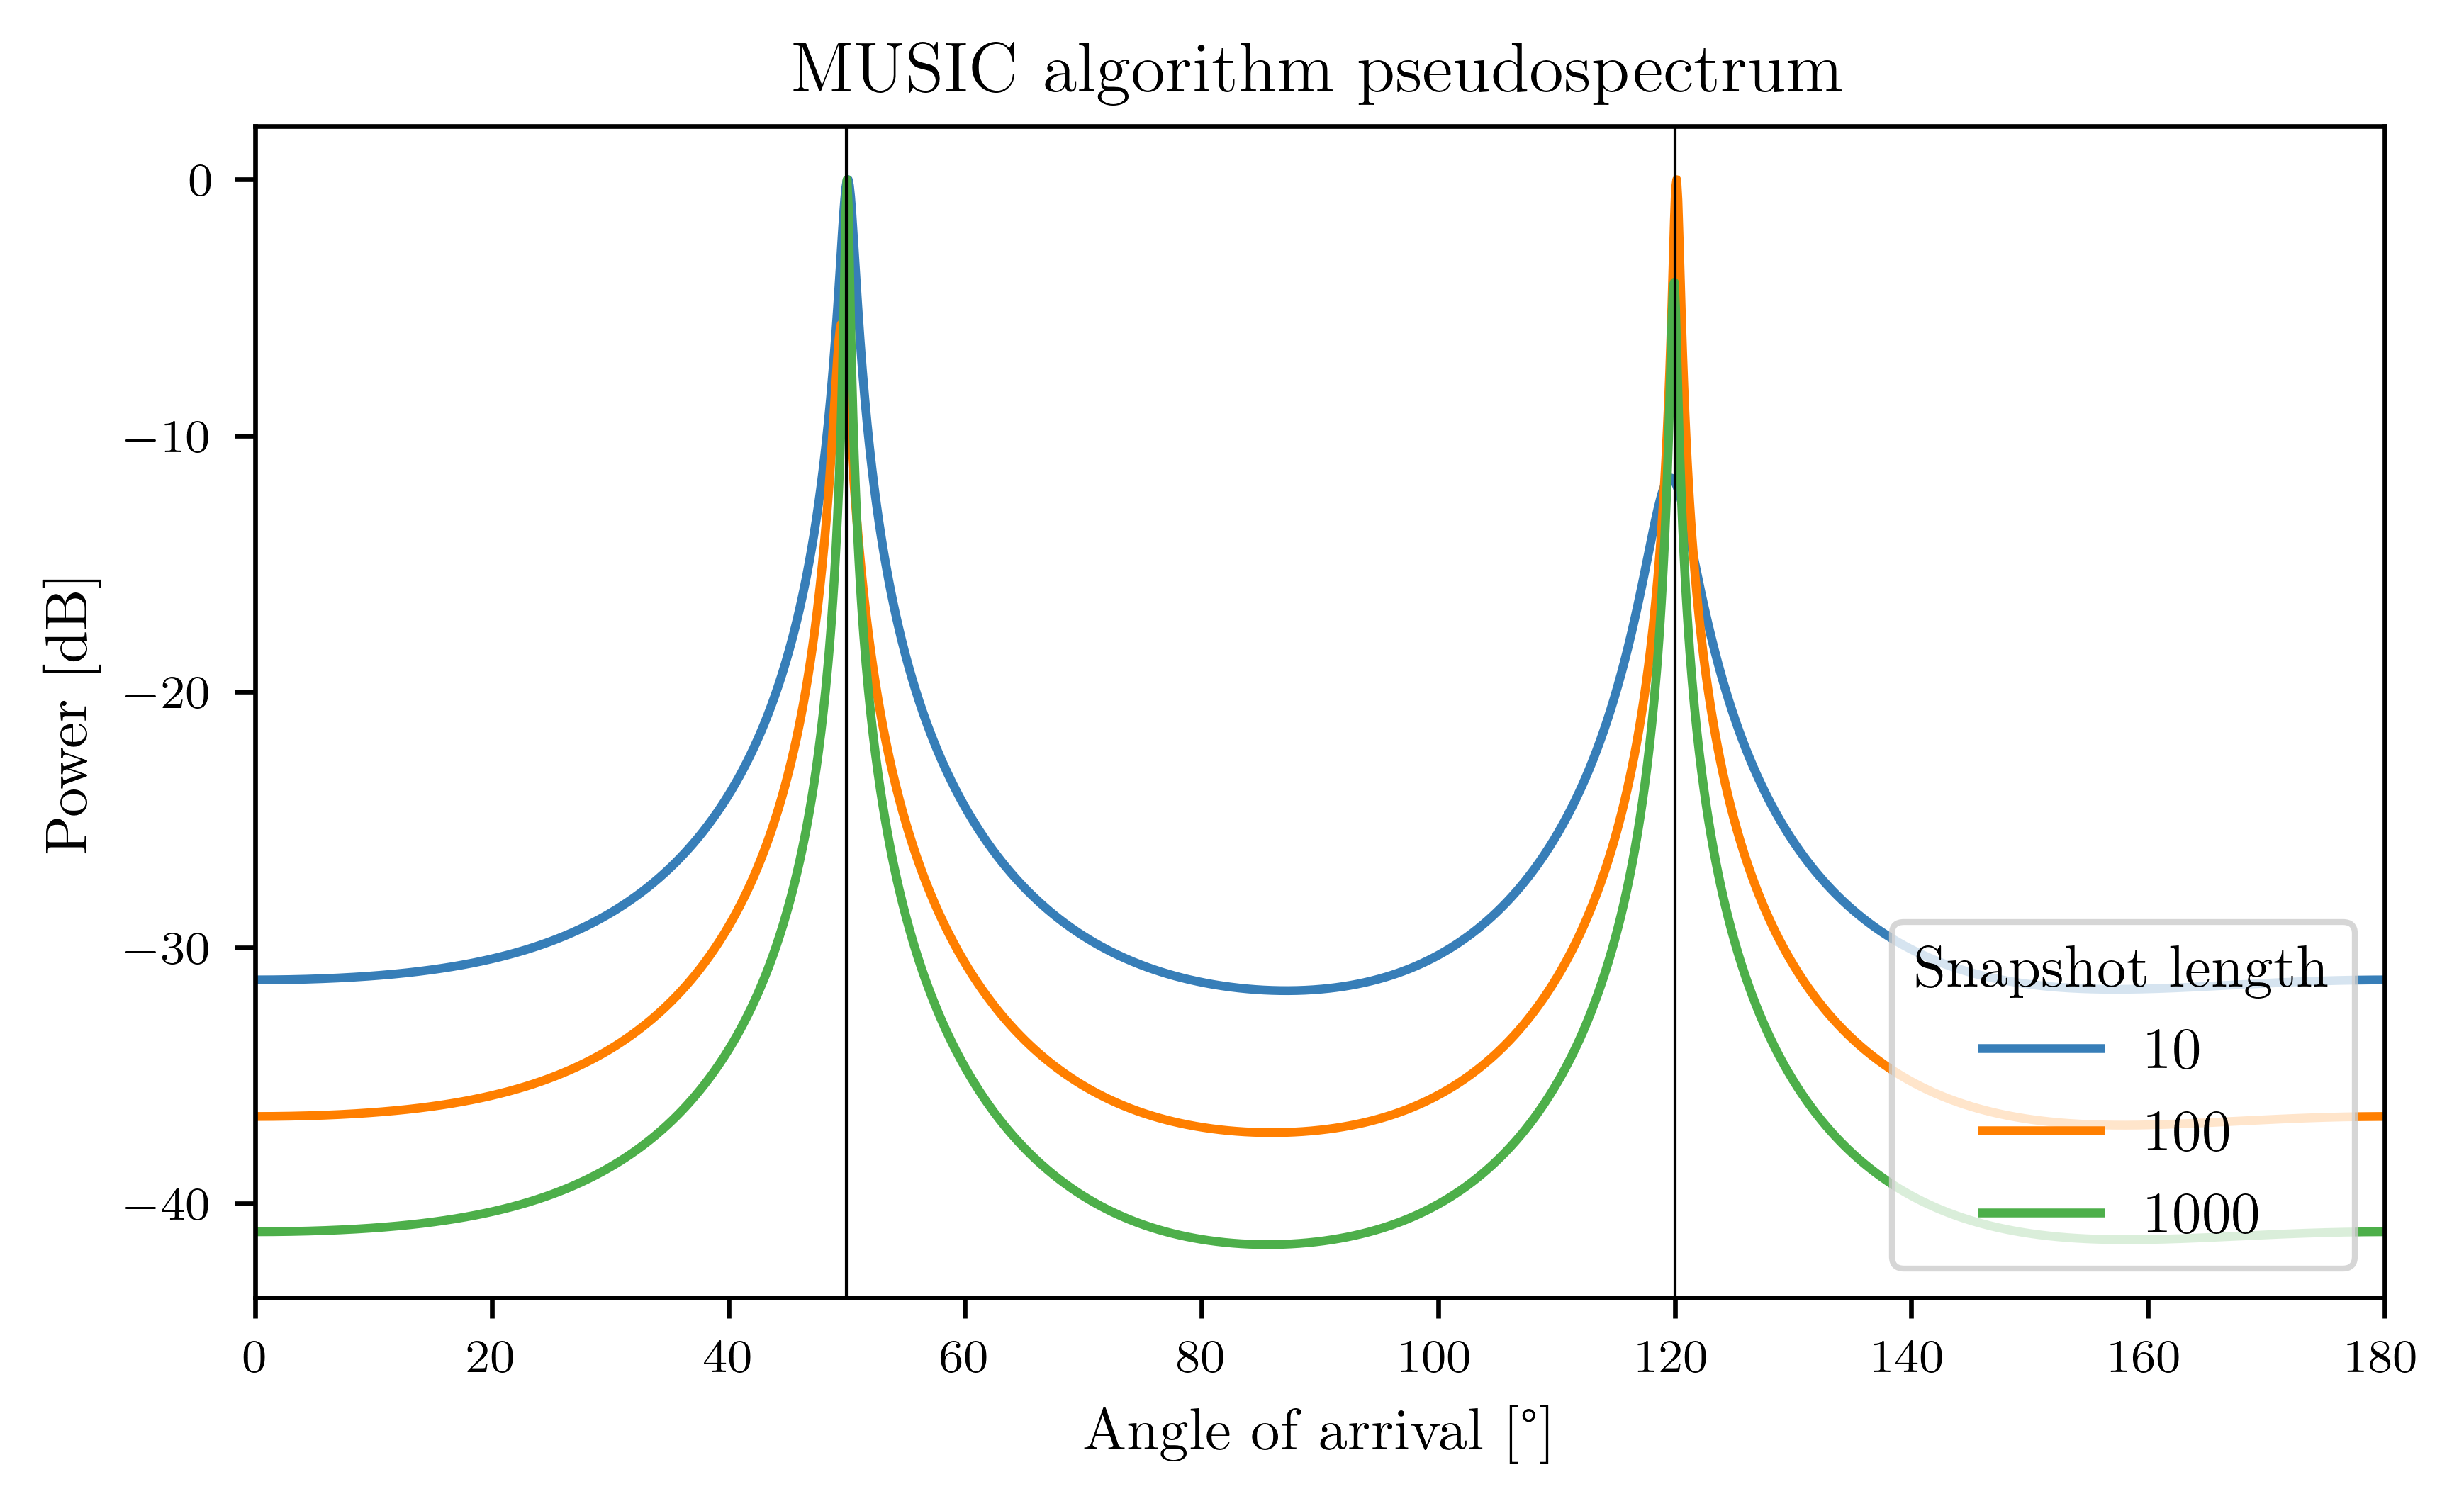 MUSIC algorithm pseudospectrum
Power [dB]
0
−10
−20
−30
−40
Snapshot length
10
100
1000
0 20 40 60 80 100 120 140 160 180
Angle of arrival [°]